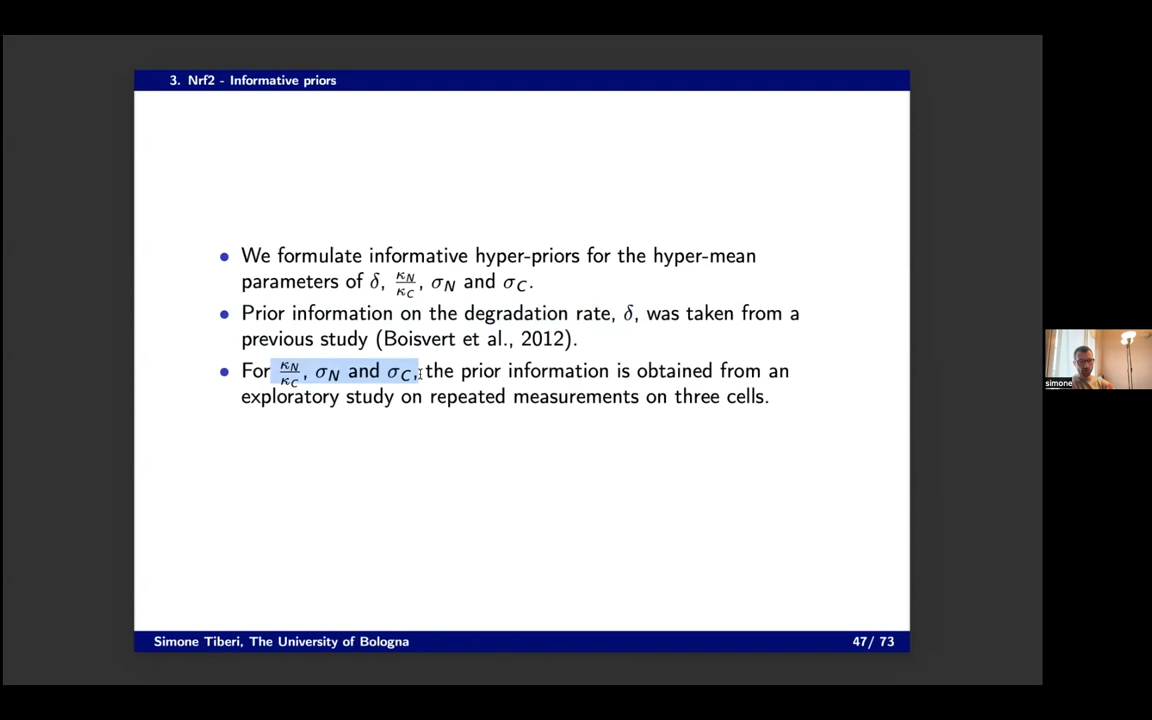 3. Nrf2 - Informative priors
• We formulate informative hyper-priors for the hyper-mean
parameters of δ, κN/κC, σN and σC.
• Prior information on the degradation rate, δ, was taken from a
previous study (Boisvert et al., 2012).
• For κN/κC, σN and σC, the prior information is obtained from an
exploratory study on repeated measurements on three cells.
simone
Simone Tiberi, The University of Bologna 47/ 73